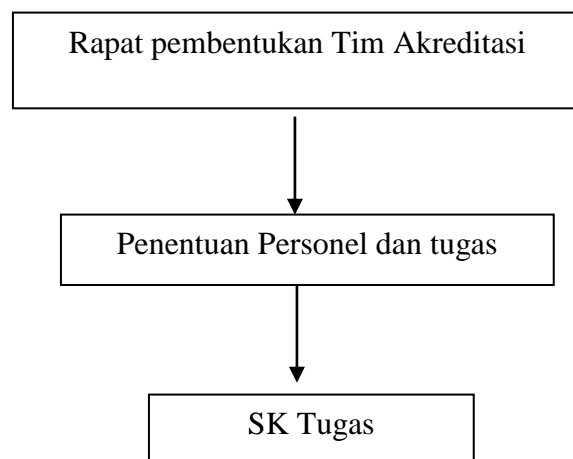 Rapat pembentukan Tim Akreditasi
Penentuan Personel dan tugas
SK Tugas